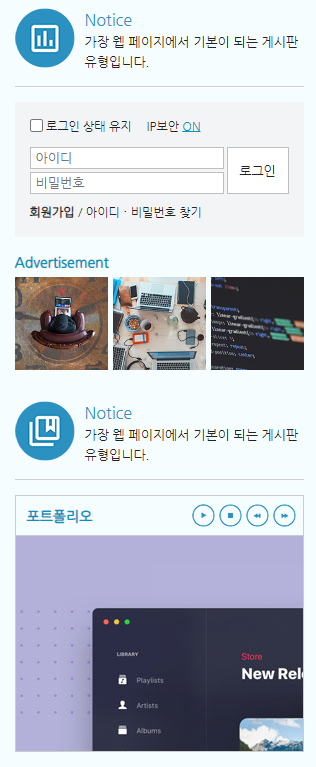 Notice
가장 웹 페이지에서 기본이 되는 게시판
유형입니다.
로그인 상태 유지 IP보안 ON
아이디
비밀번호
로그인
회원가입 / 아이디 · 비밀번호 찾기
Advertisement
Notice
가장 웹 페이지에서 기본이 되는 게시판
유형입니다.
포트폴리오
LIBRARY
Playlists
Artists
Albums
Store
New Rel